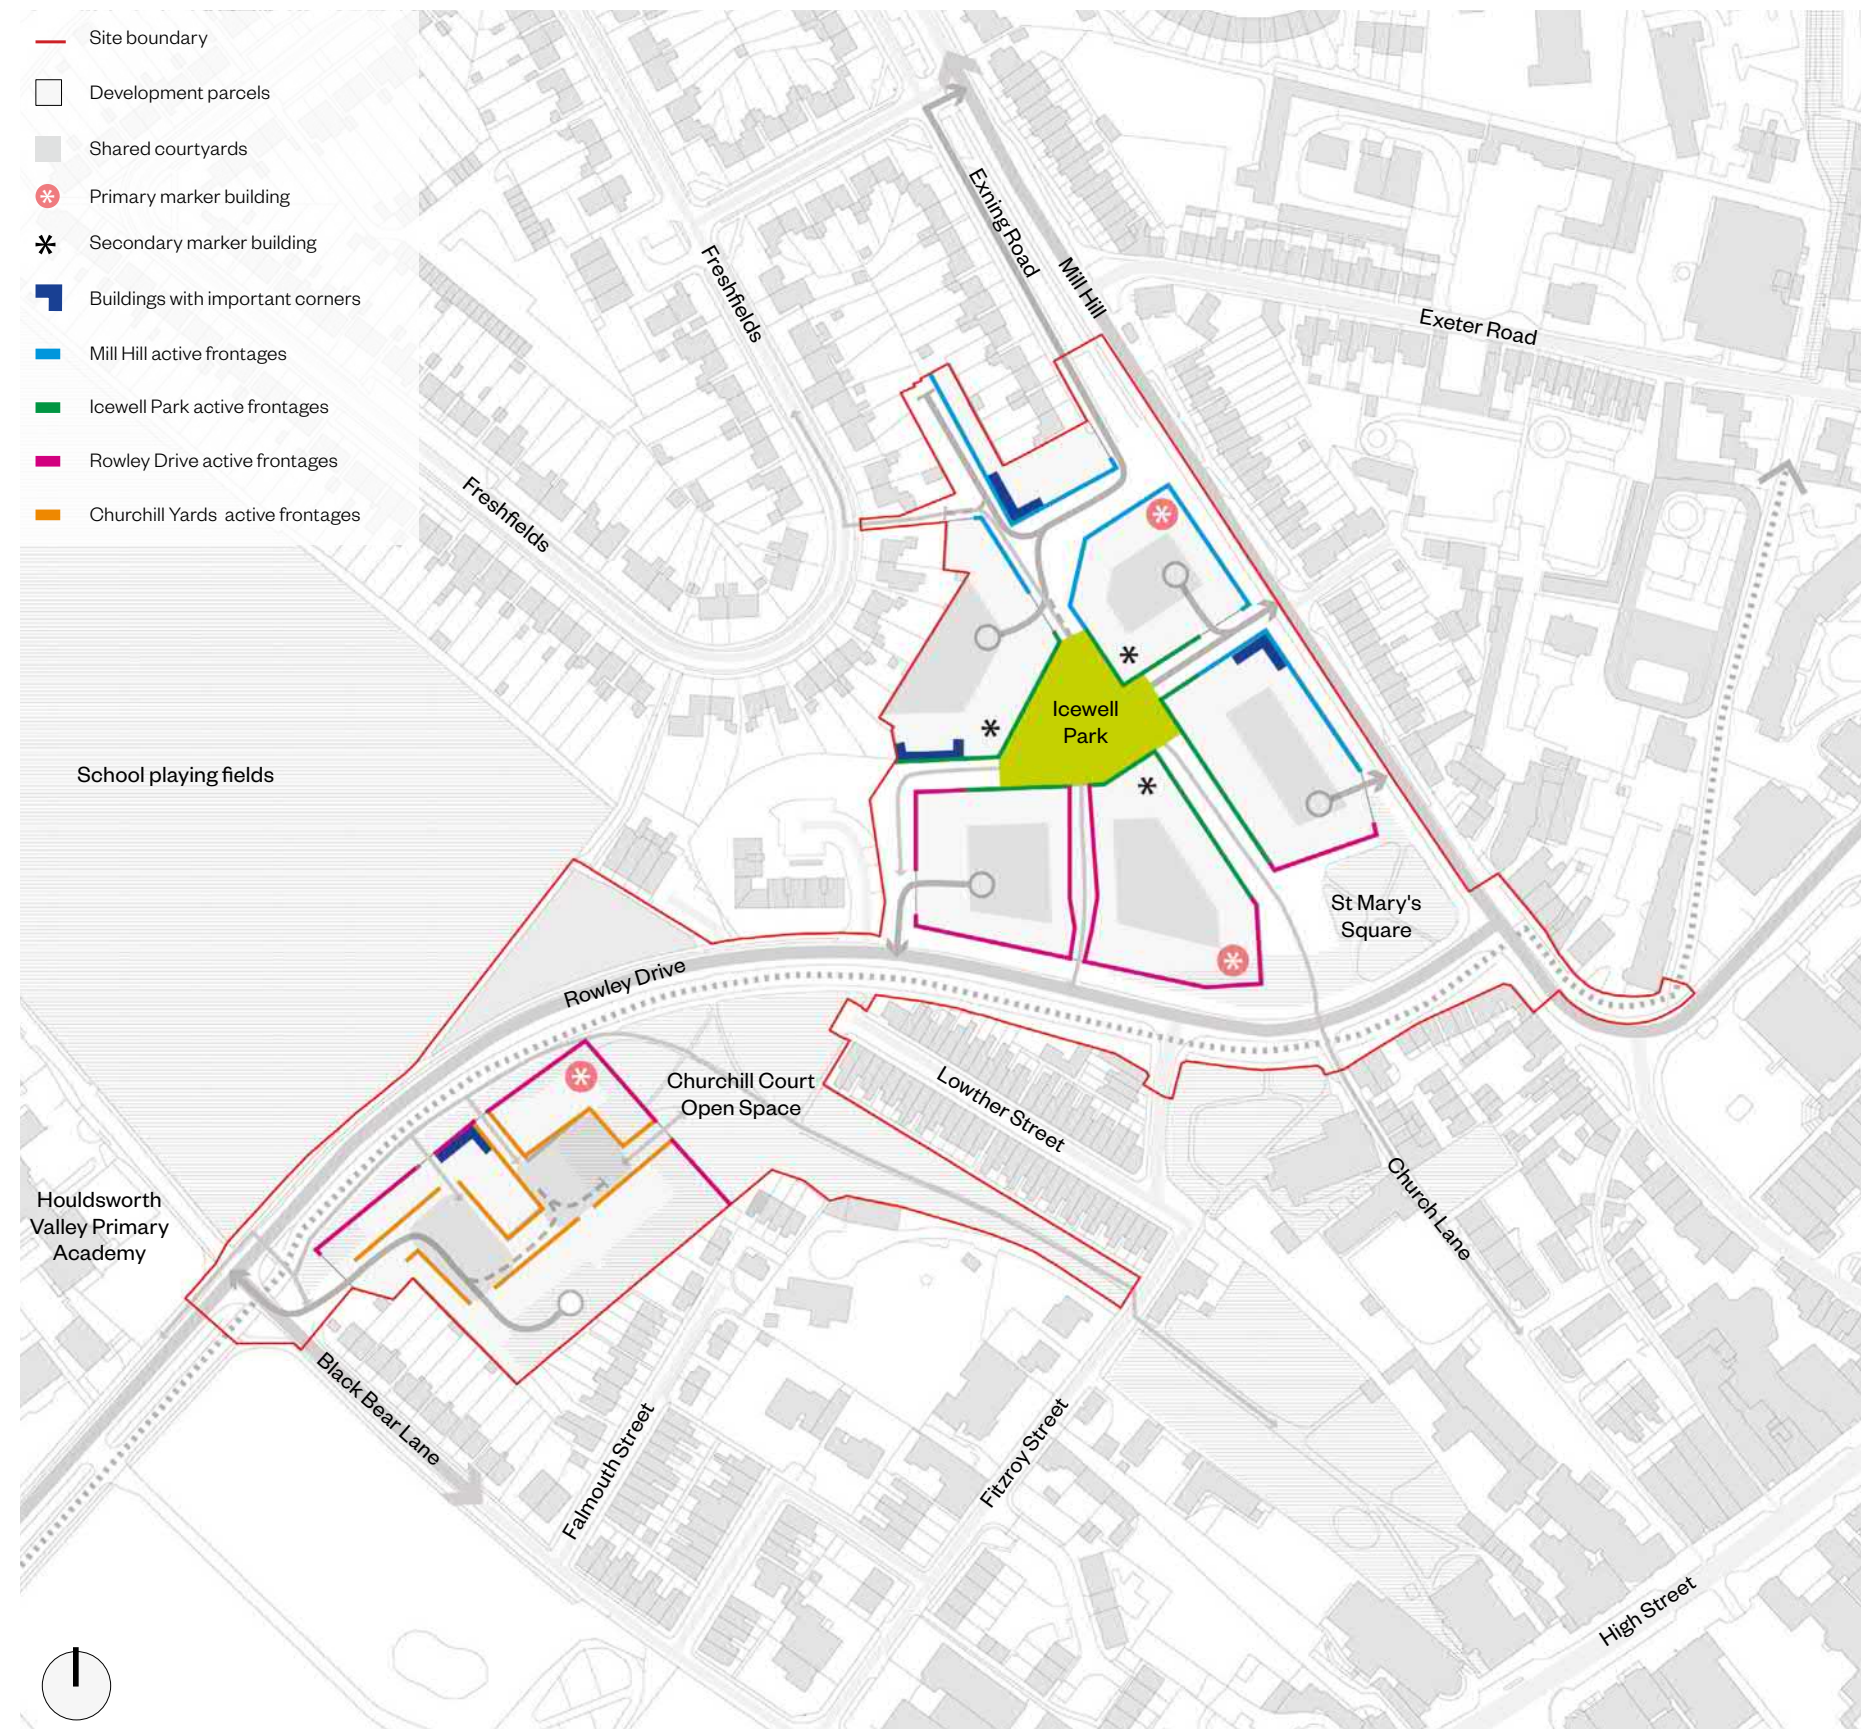 Site boundary
Development parcels
Shared courtyards
Primary marker building
Secondary marker building
Buildings with important corners
Mill Hill active frontages
Icewell Park active frontages
Rowley Drive active frontages
Churchill Yards active frontages
Exning Road
Mill Hill
Freshfields
Exeter Road
Freshfields
Icewell
Park
School playing fields
St Mary's
Square
Rowley Drive
Churchill Court
Open Space
Lowther Street
Church Lane
Houldsworth
Valley Primary
Academy
Black Bear Lane
Falmouth Street
Fitzroy Street
High Street